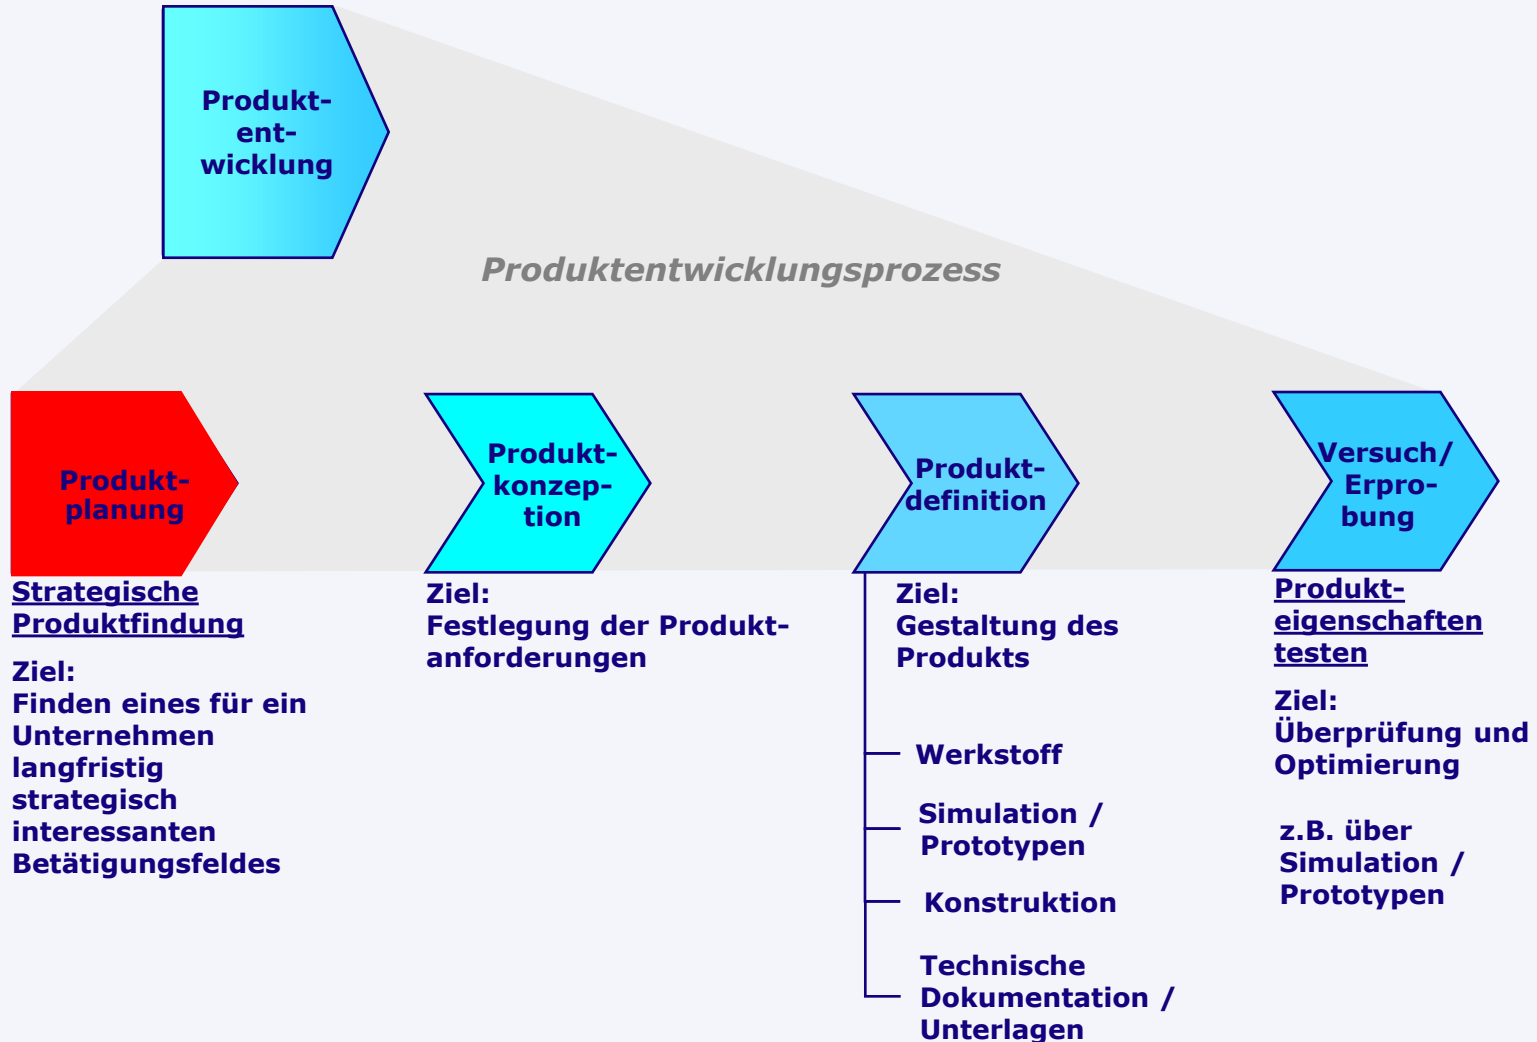 Produkt-
ent-
wicklung
Produktentwicklungsprozess
Produkt-
planung
Strategische
Produktfindung
Ziel:
Finden eines für ein
Unternehmen
langfristig
strategisch
interessanten
Betätigungsfeldes
Produkt-
konzep-
tion
Ziel:
Festlegung der Produkt-
anforderungen
Produkt-
definition
Ziel:
Gestaltung des
Produkts
Werkstoff
Simulation /
Prototypen
Konstruktion
Technische
Dokumentation /
Unterlagen
Versuch/
Erpro-
bung
Produkt-
eigenschaften
testen
Ziel:
Überprüfung und
Optimierung
z.B. über
Simulation /
Prototypen